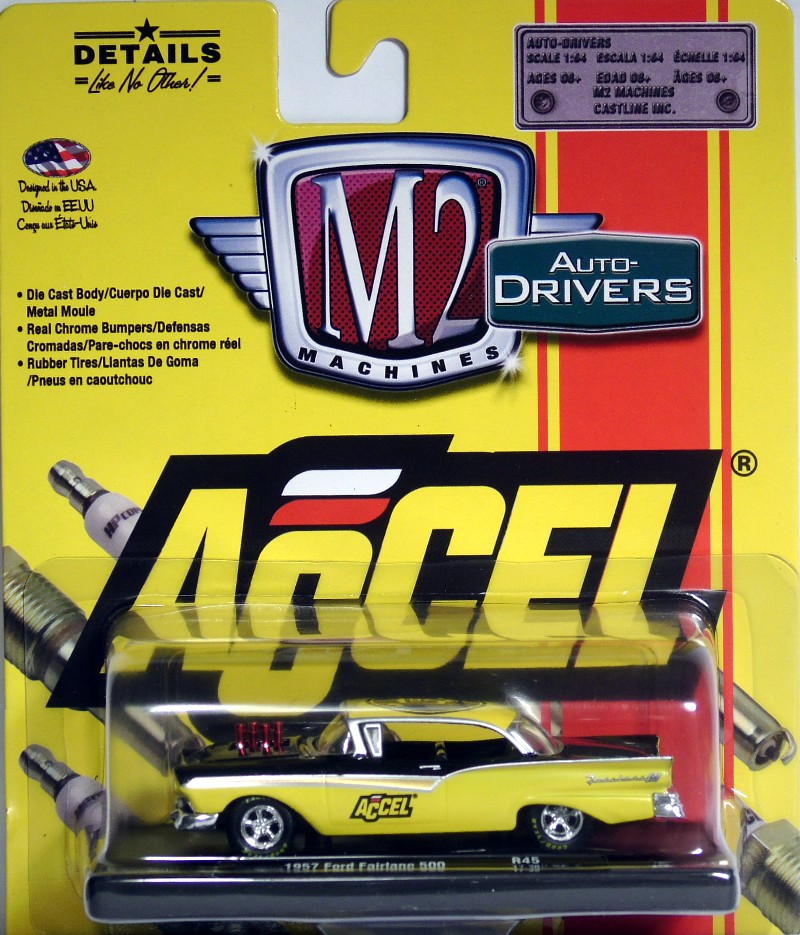 DETAILS
Like No Other!
AUTO-DRIVERS
SCALE 1:64 ESCALA 1:64 ÉCHELLE 1:64
AGES 08+ EDAD 08+ ÂGES 08+
M2 MACHINES
CASTLINE INC.
Designed in the U.S.A.
Diseñado en EEUU
Conçu aux États-Unis
M2®
MACHINES
AUTO-
DRIVERS
• Die Cast Body/Cuerpo Die Cast/
Metal Moule
• Real Chrome Bumpers/Defensas
Cromadas/Pare-chocs en chrome réel
• Rubber Tires/Llantas De Goma
/Pneus en caoutchouc
ACCEL®
ACCEL
1957 Ford Fairlane 500
R45